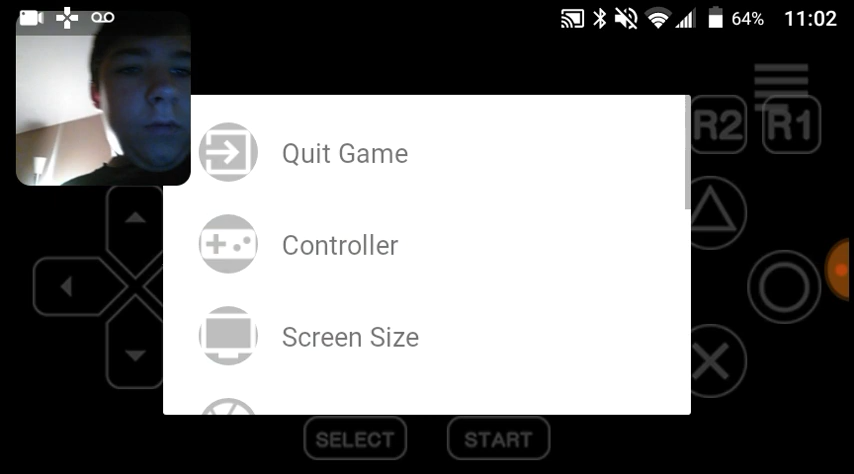 64% 11:02
R2 R1
Quit Game
Controller
Screen Size
SELECT START